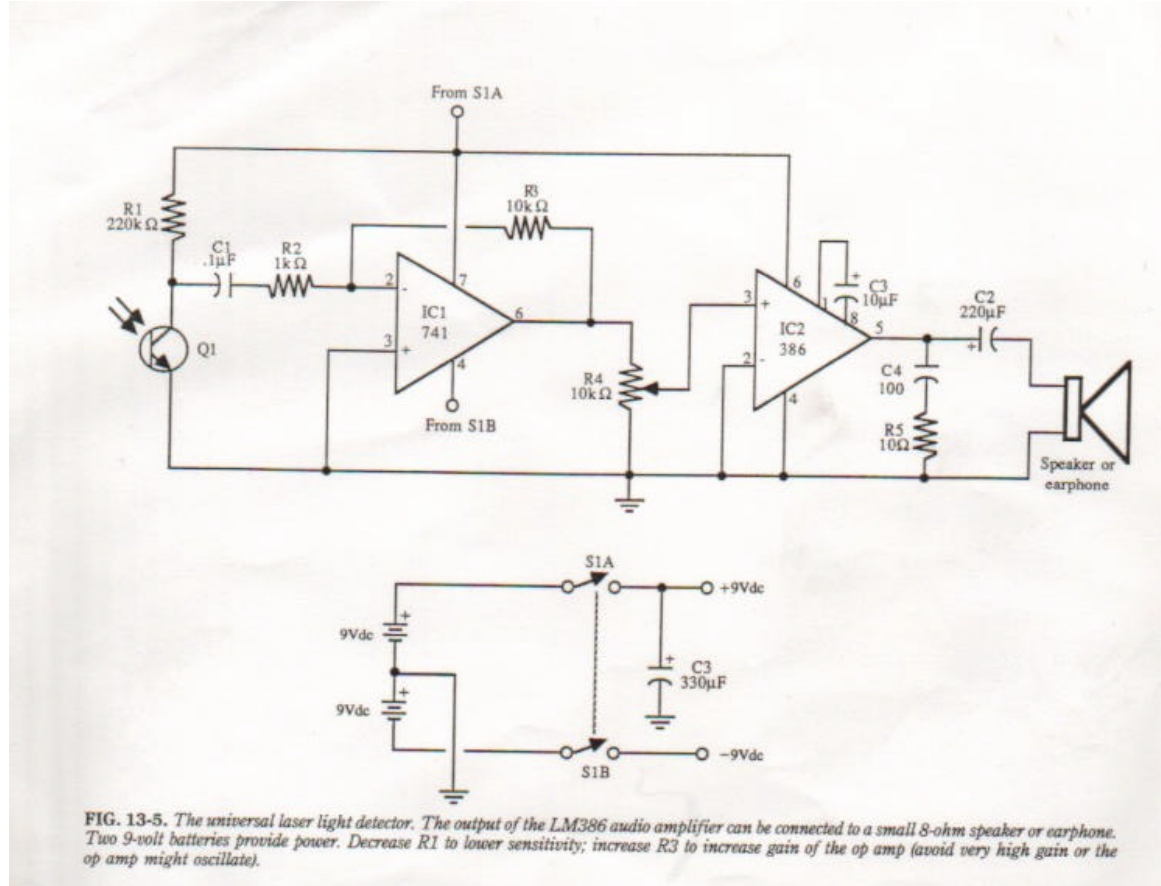 From S1A
R1
220kΩ
R3
10kΩ
C1
.1µF
R2
1kΩ
2
-
7
IC1
741
6
3
+
4
From S1B
Q1
R4
10kΩ
3
+
6
1
+
C3
10µF
8
IC2
386
5
2
-
4
C2
220µF
+
C4
100
R5
10Ω
Speaker or
earphone
S1A
+9Vdc
+
9Vdc
+
C3
330µF
+
9Vdc
S1B
-9Vdc
FIG. 13-5. The universal laser light detector. The output of the LM386 audio amplifier can be connected to a small 8-ohm speaker or earphone.
Two 9-volt batteries provide power. Decrease R1 to lower sensitivity; increase R3 to increase gain of the op amp (avoid very high gain or the
op amp might oscillate).